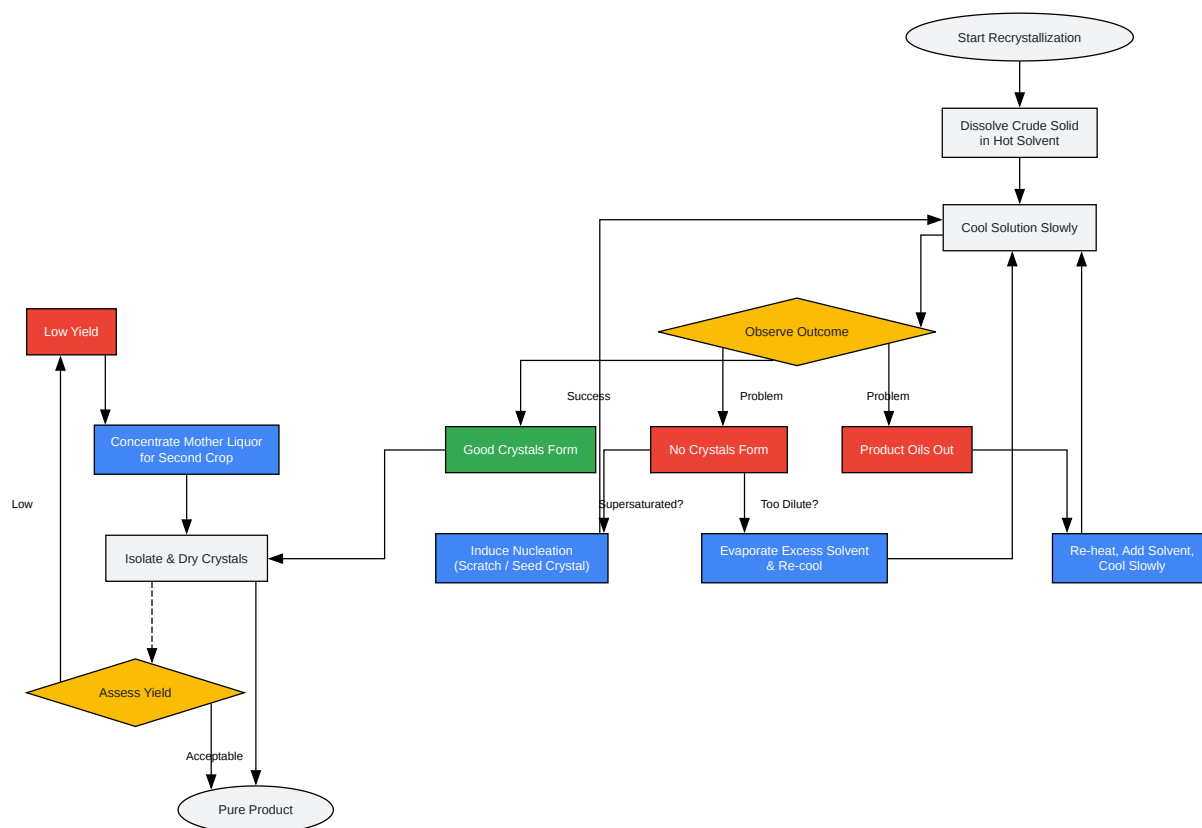 Start Recrystallization
Dissolve Crude Solid
in Hot Solvent
Cool Solution Slowly
Low Yield
Observe Outcome
Success
Problem
Problem
Concentrate Mother Liquor
for Second Crop
Good Crystals Form
No Crystals Form
Product Oils Out
Low
Supersaturated?
Too Dilute?
Isolate & Dry Crystals
Induce Nucleation
(Scratch / Seed Crystal)
Evaporate Excess Solvent
& Re-cool
Re-heat, Add Solvent,
Cool Slowly
Assess Yield
Acceptable
Pure Product